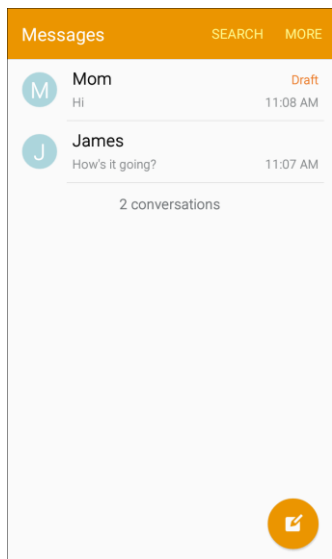 Messages SEARCH MORE
M Mom Draft
Hi 11:08 AM
J James
How's it going? 11:07 AM
2 conversations